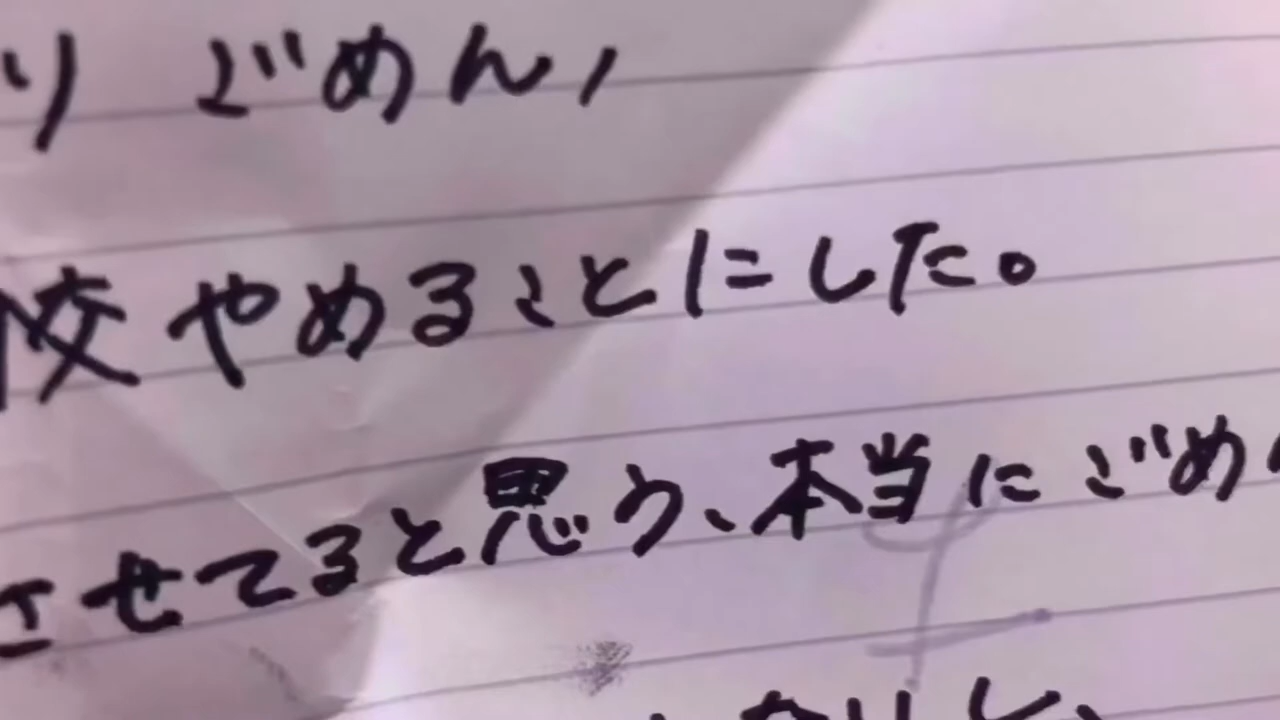 り ごめん、
校やめることにした。
させてると思う、本当にごめ